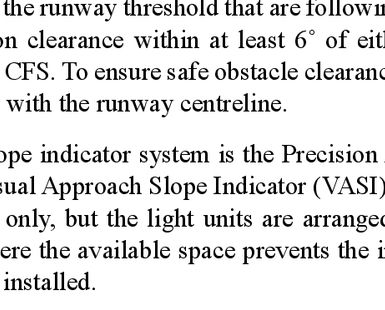 the runway threshold that are followin
on clearance within at least 6˚ of eith
CFS. To ensure safe obstacle clearanc
with the runway centreline.
ope indicator system is the Precision
sual Approach Slope Indicator (VASI)
only, but the light units are arranged
ere the available space prevents the i
installed.